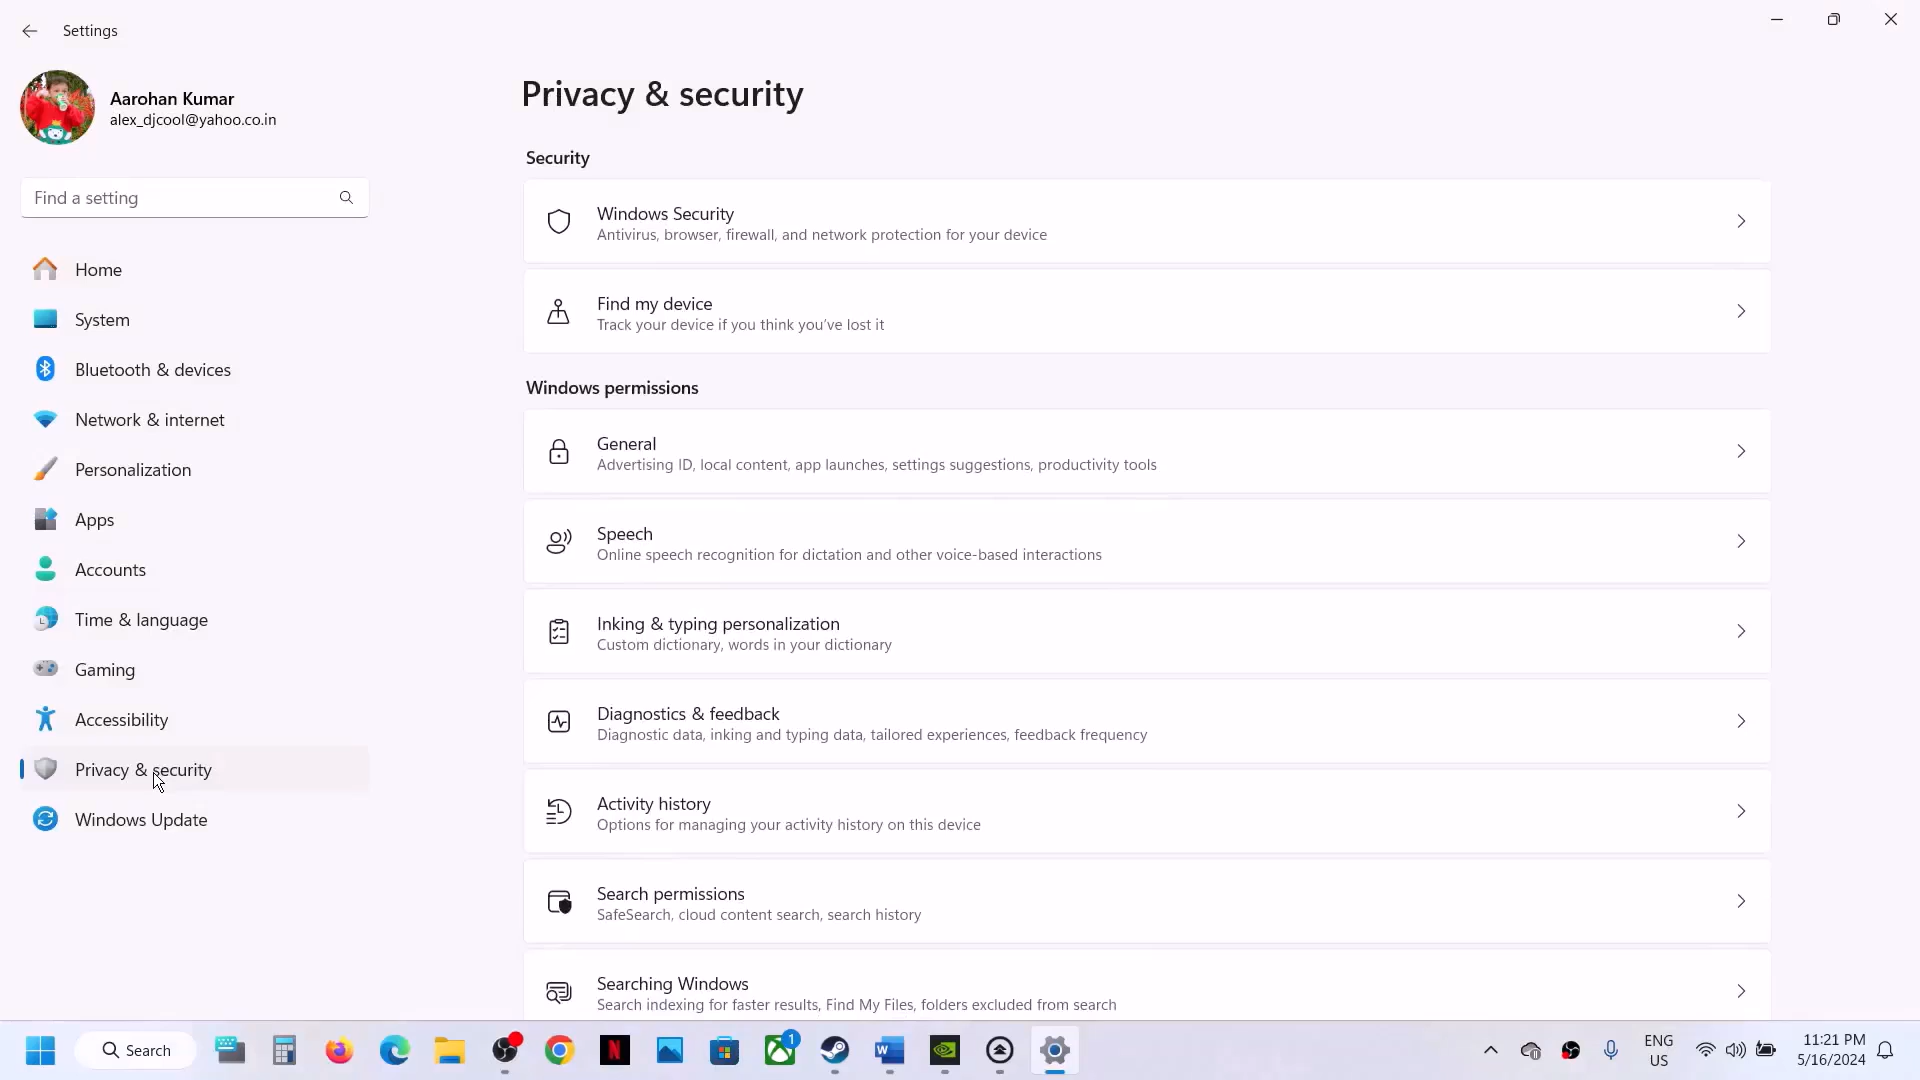 Settings
Aarohan Kumar
alex_djcool@yahoo.co.in
Find a setting
Home
System
Bluetooth & devices
Network & internet
Personalization
Apps
Accounts
Time & language
Gaming
Accessibility
Privacy & security
Windows Update
Privacy & security
Security
Windows Security
Antivirus, browser, firewall, and network protection for your device
Find my device
Track your device if you think you've lost it
Windows permissions
General
Advertising ID, local content, app launches, settings suggestions, productivity tools
Speech
Online speech recognition for dictation and other voice-based interactions
Inking & typing personalization
Custom dictionary, words in your dictionary
Diagnostics & feedback
Diagnostic data, inking and typing data, tailored experiences, feedback frequency
Activity history
Options for managing your activity history on this device
Search permissions
SafeSearch, cloud content search, search history
Searching Windows
Search indexing for faster results, Find My Files, folders excluded from search
Search
N
1
W
ENG
US
11:21 PM
5/16/2024